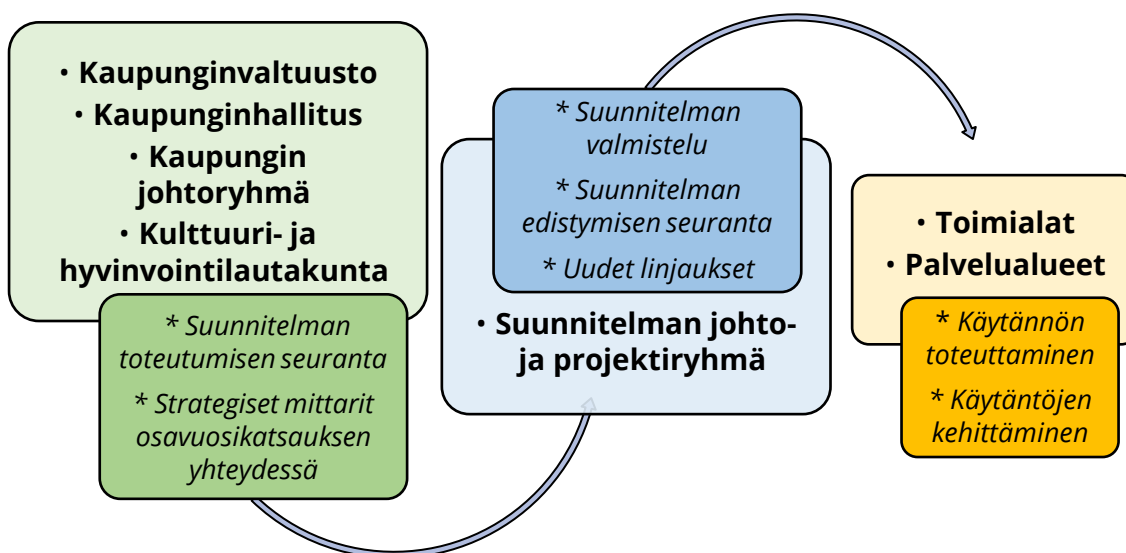 • Kaupunginvaltuusto
• Kaupunginhallitus
• Kaupungin
johtoryhmä
• Kulttuuri- ja
hyvinvointilautakunta
* Suunnitelman
toteutumisen seuranta
* Strategiset mittarit
osavuosikatsauksen
yhteydessä
* Suunnitelman
valmistelu
* Suunnitelman
edistymisen seuranta
* Uudet linjaukset
• Suunnitelman johto-
ja projektiryhmä
• Toimialat
• Palvelualueet
* Käytännön
toteuttaminen
* Käytäntöjen
kehittäminen